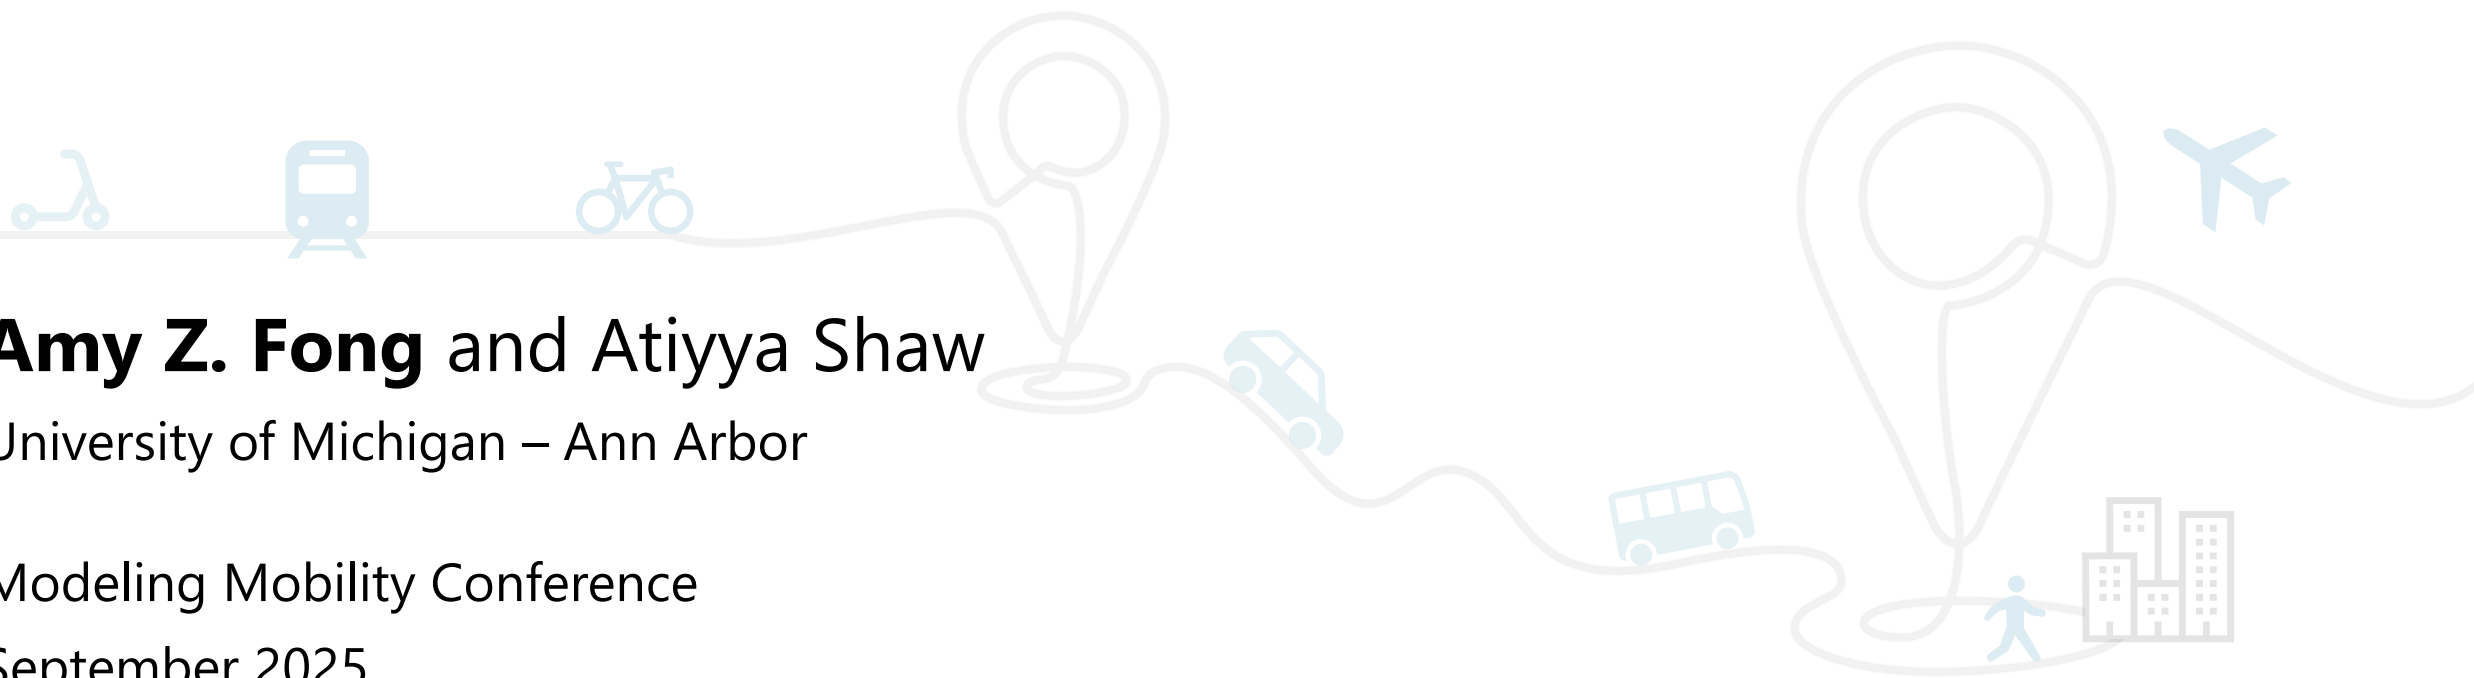 Amy Z. Fong and Atiyya Shaw
University of Michigan – Ann Arbor
Modeling Mobility Conference
September 2025